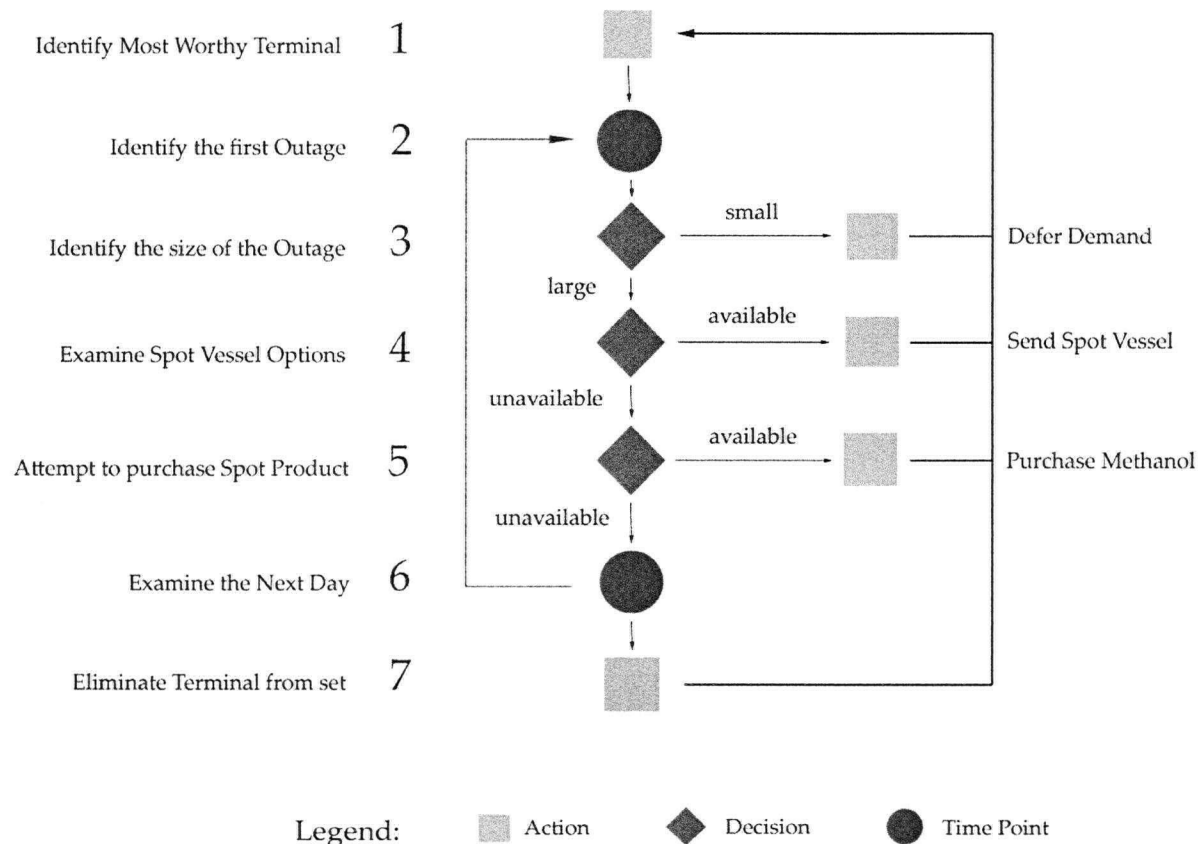 Identify Most Worthy Terminal 1
Identify the first Outage 2
small
Identify the size of the Outage 3
Defer Demand
large
available
Examine Spot Vessel Options 4
Send Spot Vessel
unavailable
available
Attempt to purchase Spot Product 5
Purchase Methanol
unavailable
Examine the Next Day 6
Eliminate Terminal from set 7
Legend: Action Decision Time Point